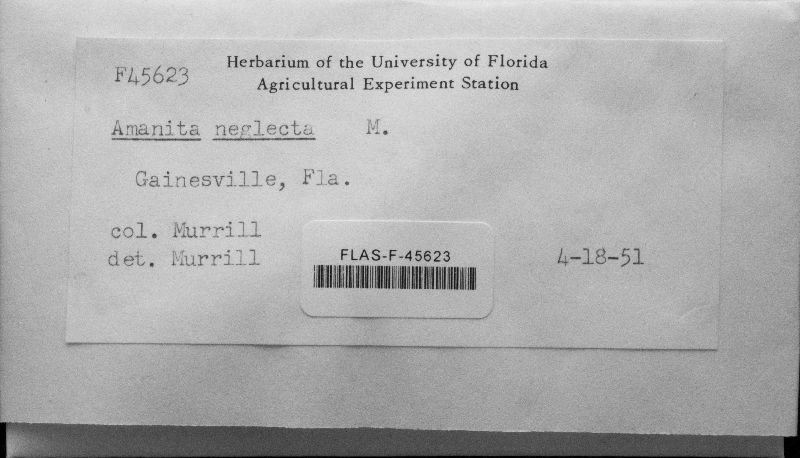 Herbarium of the University of Florida
F45623
Agricultural Experiment Station
Amanita neglecta M.
Gainesville, Fla.
col. Murrill
det. Murrill
FLAS-F-45623
4-18-51